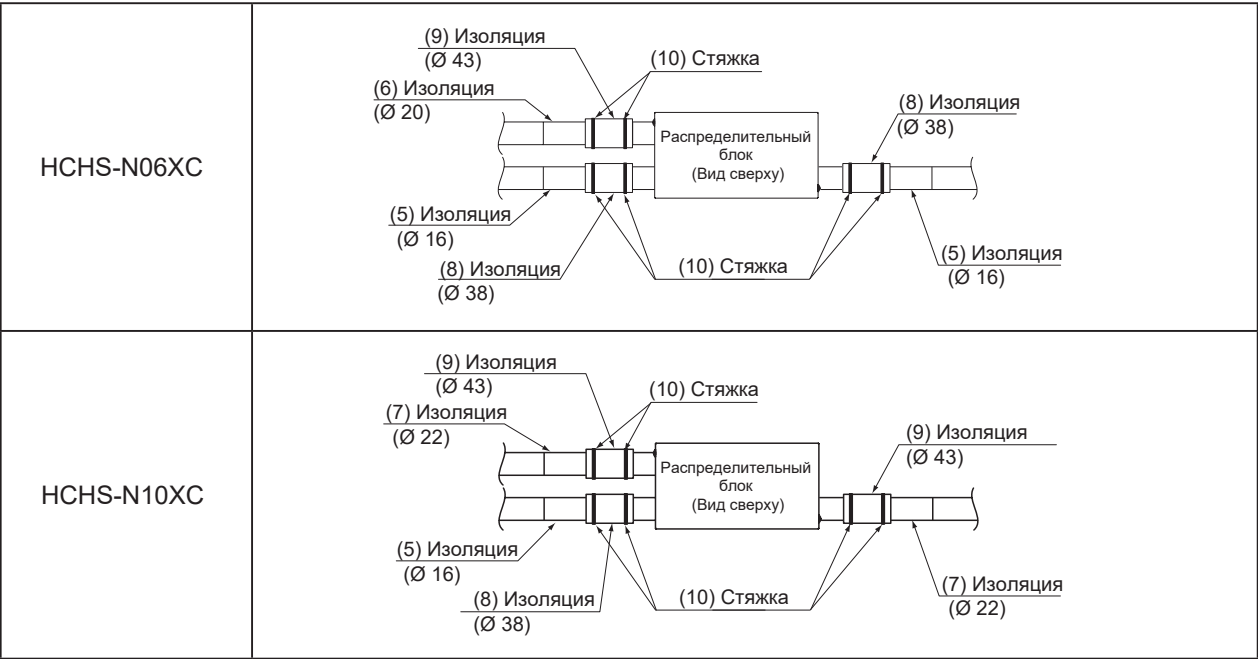 HCHS-N06XC
(9) Изоляция
(Ø 43)
(10) Стяжка
(6) Изоляция
(Ø 20)
(8) Изоляция
(Ø 38)
Распределительный
блок
(Вид сверху)
(5) Изоляция
(Ø 16)
(8) Изоляция
(Ø 38)
(10) Стяжка
(5) Изоляция
(Ø 16)
HCHS-N10XC
(9) Изоляция
(Ø 43)
(10) Стяжка
(7) Изоляция
(Ø 22)
(9) Изоляция
(Ø 43)
Распределительный
блок
(Вид сверху)
(5) Изоляция
(Ø 16)
(8) Изоляция
(Ø 38)
(10) Стяжка
(7) Изоляция
(Ø 22)